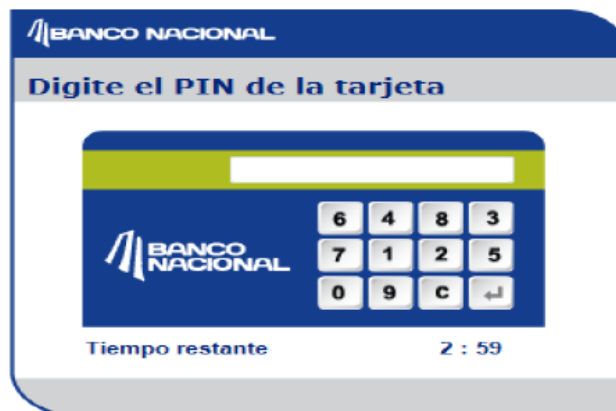 BANCO NACIONAL
Digite el PIN de la tarjeta
6 4 8 3
BANCO
NACIONAL
7 1 2 5
0 9 C
Tiempo restante 2 : 59